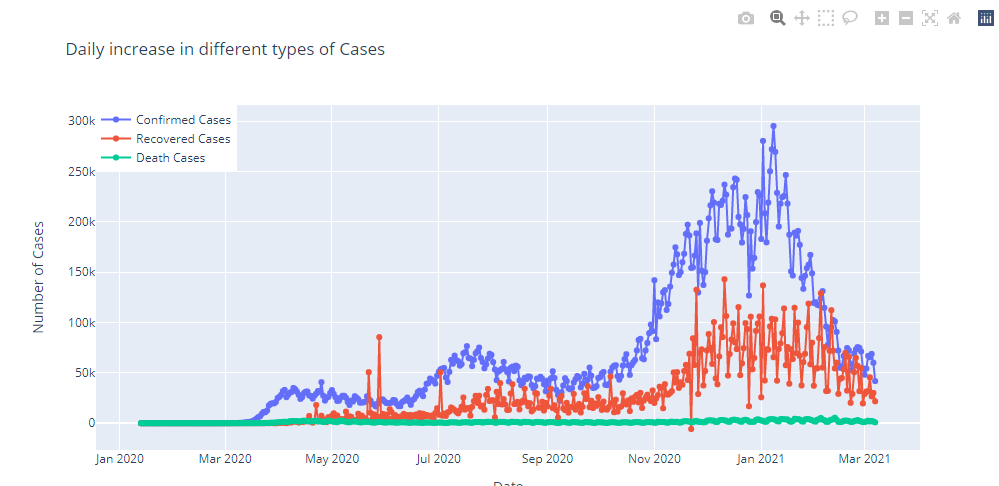 Daily increase in different types of Cases
Confirmed Cases
Recovered Cases
Death Cases
300k
250k
200k
150k
100k
50k
0
Number of Cases
Jan 2020 Mar 2020 May 2020 Jul 2020 Sep 2020 Nov 2020 Jan 2021 Mar 2021
Date